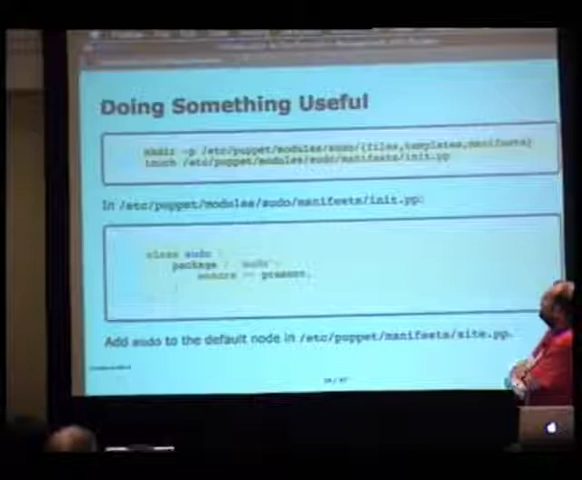 Doing Something Useful
mkdir -p /etc/puppet/modules/sudo/{files,templates,manifests}
touch /etc/puppet/modules/sudo/manifests/init.pp
In /etc/puppet/modules/sudo/manifests/init.pp:
class sudo {
package { "sudo":
ensure => present,
Add sudo to the default node in /etc/puppet/manifests/site.pp.